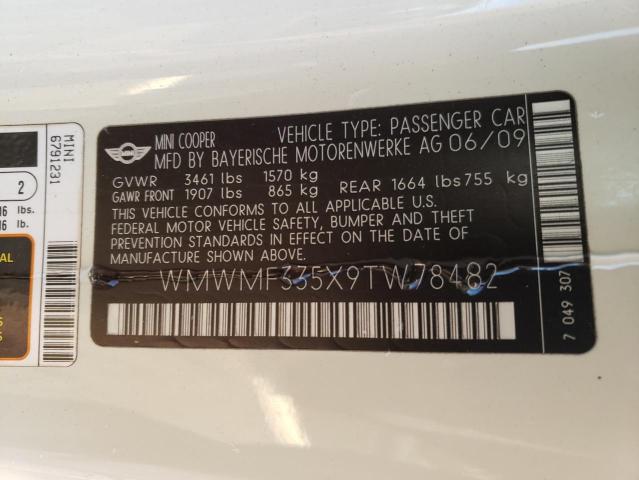 MINI COOPER VEHICLE TYPE: PASSENGER CAR
MFD BY BAYERISCHE MOTORENWERKE AG 06/09
GVWR 3461 lbs 1570 kg
GAWR FRONT 1907 lbs 865 kg REAR 1664 lbs 755 kg
THIS VEHICLE CONFORMS TO ALL APPLICABLE U.S.
FEDERAL MOTOR VEHICLE SAFETY, BUMPER AND THEFT
PREVENTION STANDARDS IN EFFECT ON THE DATE OF
MANUFACTURE SHOWN ABOVE.
WMWMF335X9TW78482
7 049 307
MINI
6791231
2
lbs.
lb.